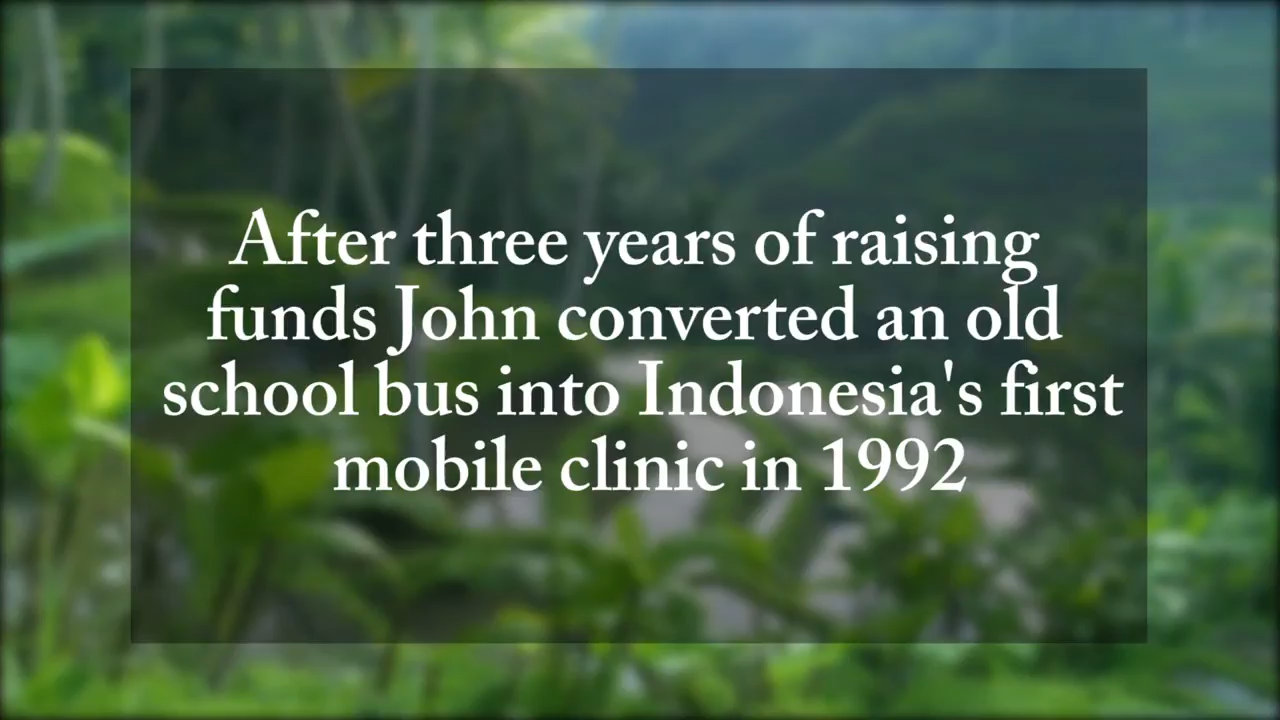 After three years of raising
funds John converted an old
school bus into Indonesia's first
mobile clinic in 1992